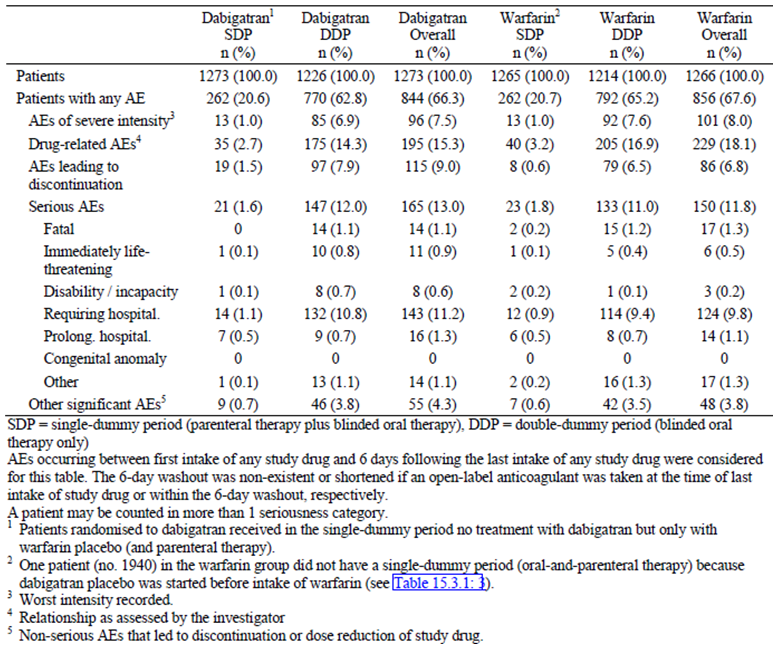 Dabigatran1 Dabigatran Dabigatran Warfarin2 Warfarin Warfarin
SDP DDP Overall SDP DDP Overall
n (%) n (%) n (%) n (%) n (%) n (%)
Patients 1273 (100.0) 1226 (100.0) 1273 (100.0) 1265 (100.0) 1214 (100.0) 1266 (100.0)
Patients with any AE 262 (20.6) 770 (62.8) 844 (66.3) 262 (20.7) 792 (65.2) 856 (67.6)
AEs of severe intensity3 13 (1.0) 85 (6.9) 96 (7.5) 13 (1.0) 92 (7.6) 101 (8.0)
Drug-related AEs4 35 (2.7) 175 (14.3) 195 (15.3) 40 (3.2) 205 (16.9) 229 (18.1)
AEs leading to 19 (1.5) 97 (7.9) 115 (9.0) 8 (0.6) 79 (6.5) 86 (6.8)
discontinuation
Serious AEs 21 (1.6) 147 (12.0) 165 (13.0) 23 (1.8) 133 (11.0) 150 (11.8)
Fatal 0 14 (1.1) 14 (1.1) 2 (0.2) 15 (1.2) 17 (1.3)
Immediately life- 1 (0.1) 10 (0.8) 11 (0.9) 1 (0.1) 5 (0.4) 6 (0.5)
threatening
Disability / incapacity 1 (0.1) 8 (0.7) 8 (0.6) 2 (0.2) 1 (0.1) 3 (0.2)
Requiring hospital. 14 (1.1) 132 (10.8) 143 (11.2) 12 (0.9) 114 (9.4) 124 (9.8)
Prolong. hospital. 7 (0.5) 9 (0.7) 16 (1.3) 6 (0.5) 8 (0.7) 14 (1.1)
Congenital anomaly 0 0 0 0 0 0
Other 1 (0.1) 13 (1.1) 14 (1.1) 2 (0.2) 16 (1.3) 17 (1.3)
Other significant AEs5 9 (0.7) 46 (3.8) 55 (4.3) 7 (0.6) 42 (3.5) 48 (3.8)
SDP = single-dummy period (parenteral therapy plus blinded oral therapy), DDP = double-dummy period (blinded oral
therapy only)
AEs occurring between first intake of any study drug and 6 days following the last intake of any study drug were considered
for this table. The 6-day washout was non-existent or shortened if an open-label anticoagulant was taken at the time of last
intake of study drug or within the 6-day washout, respectively.
A patient may be counted in more than 1 seriousness category.
1 Patients randomised to dabigatran received in the single-dummy period no treatment with dabigatran but only with
warfarin placebo (and parenteral therapy).
2 One patient (no. 1940) in the warfarin group did not have a single-dummy period (oral-and-parenteral therapy) because
dabigatran placebo was started before intake of warfarin (see Table 15.3.1: 3).
3 Worst intensity recorded.
4 Relationship as assessed by the investigator
5 Non-serious AEs that led to discontinuation or dose reduction of study drug.